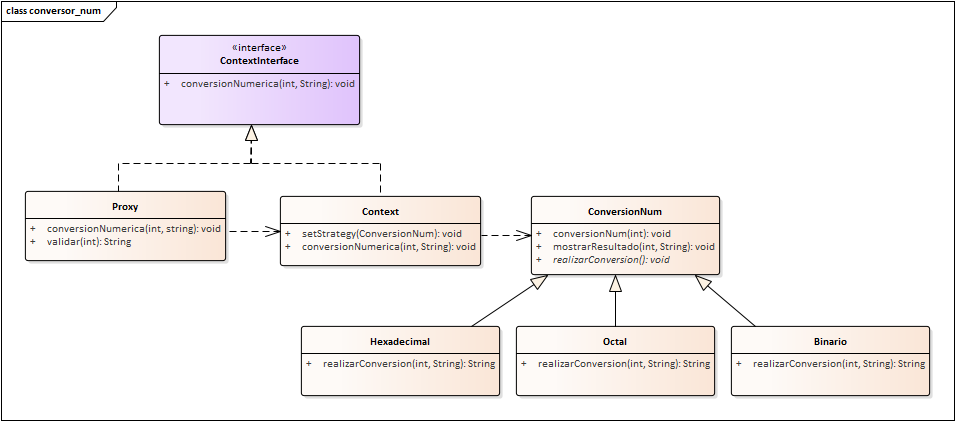 class conversor_num
«interface»
ContextInterface
+ conversionNumerica(int, String): void
Proxy
+ conversionNumerica(int, string): void
+ validar(int): String
Context
+ setStrategy(ConversionNum): void
+ conversionNumerica(int, String): void
ConversionNum
+ conversionNum(int): void
+ mostrarResultado(int, String): void
+ realizarConversion(): void
Hexadecimal
+ realizarConversion(int, String): String
Octal
+ realizarConversion(int, String): String
Binario
+ realizarConversion(int, String): String